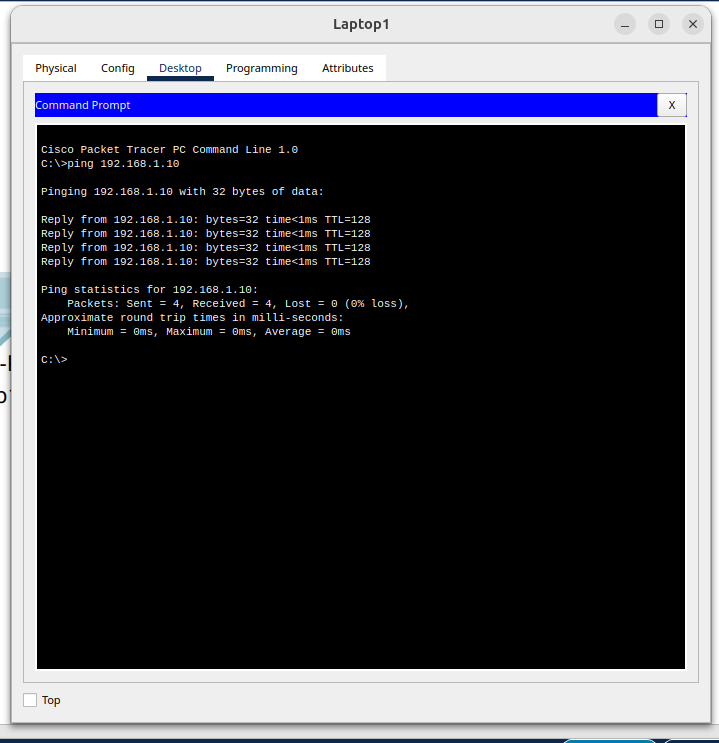 Laptop1
Physical Config Desktop Programming Attributes
Command Prompt X
Cisco Packet Tracer PC Command Line 1.0
C:\>ping 192.168.1.10
Pinging 192.168.1.10 with 32 bytes of data:
Reply from 192.168.1.10: bytes=32 time<1ms TTL=128
Reply from 192.168.1.10: bytes=32 time<1ms TTL=128
Reply from 192.168.1.10: bytes=32 time<1ms TTL=128
Reply from 192.168.1.10: bytes=32 time<1ms TTL=128
Ping statistics for 192.168.1.10:
Packets: Sent = 4, Received = 4, Lost = 0 (0% loss),
Approximate round trip times in milli-seconds:
Minimum = 0ms, Maximum = 0ms, Average = 0ms
C:\>
Top